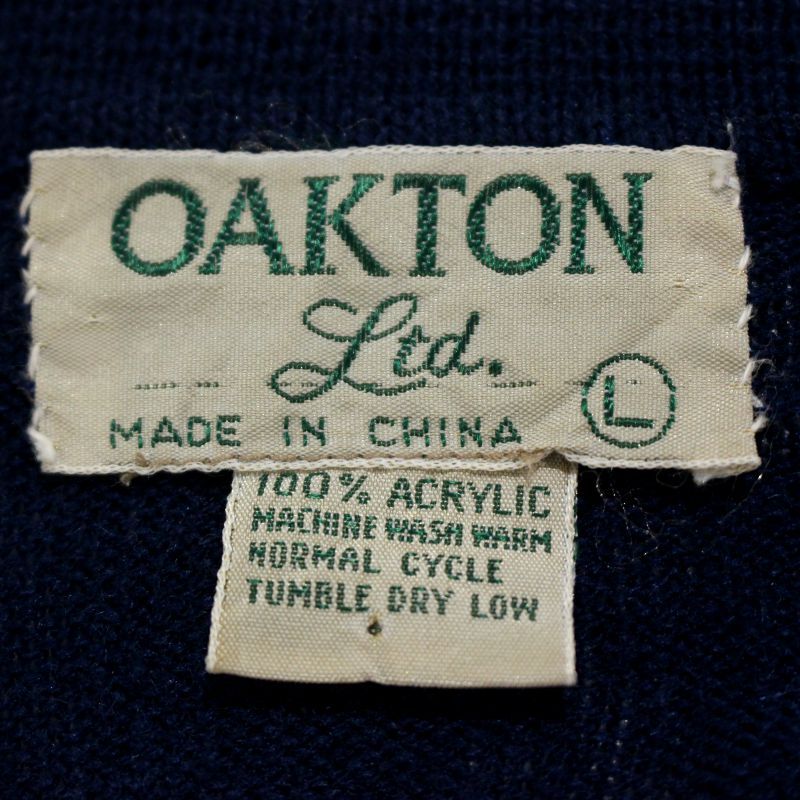 OAKTON
Ltd.
L
MADE IN CHINA
100% ACRYLIC
MACHINE WASH WARM
NORMAL CYCLE
TUMBLE DRY LOW